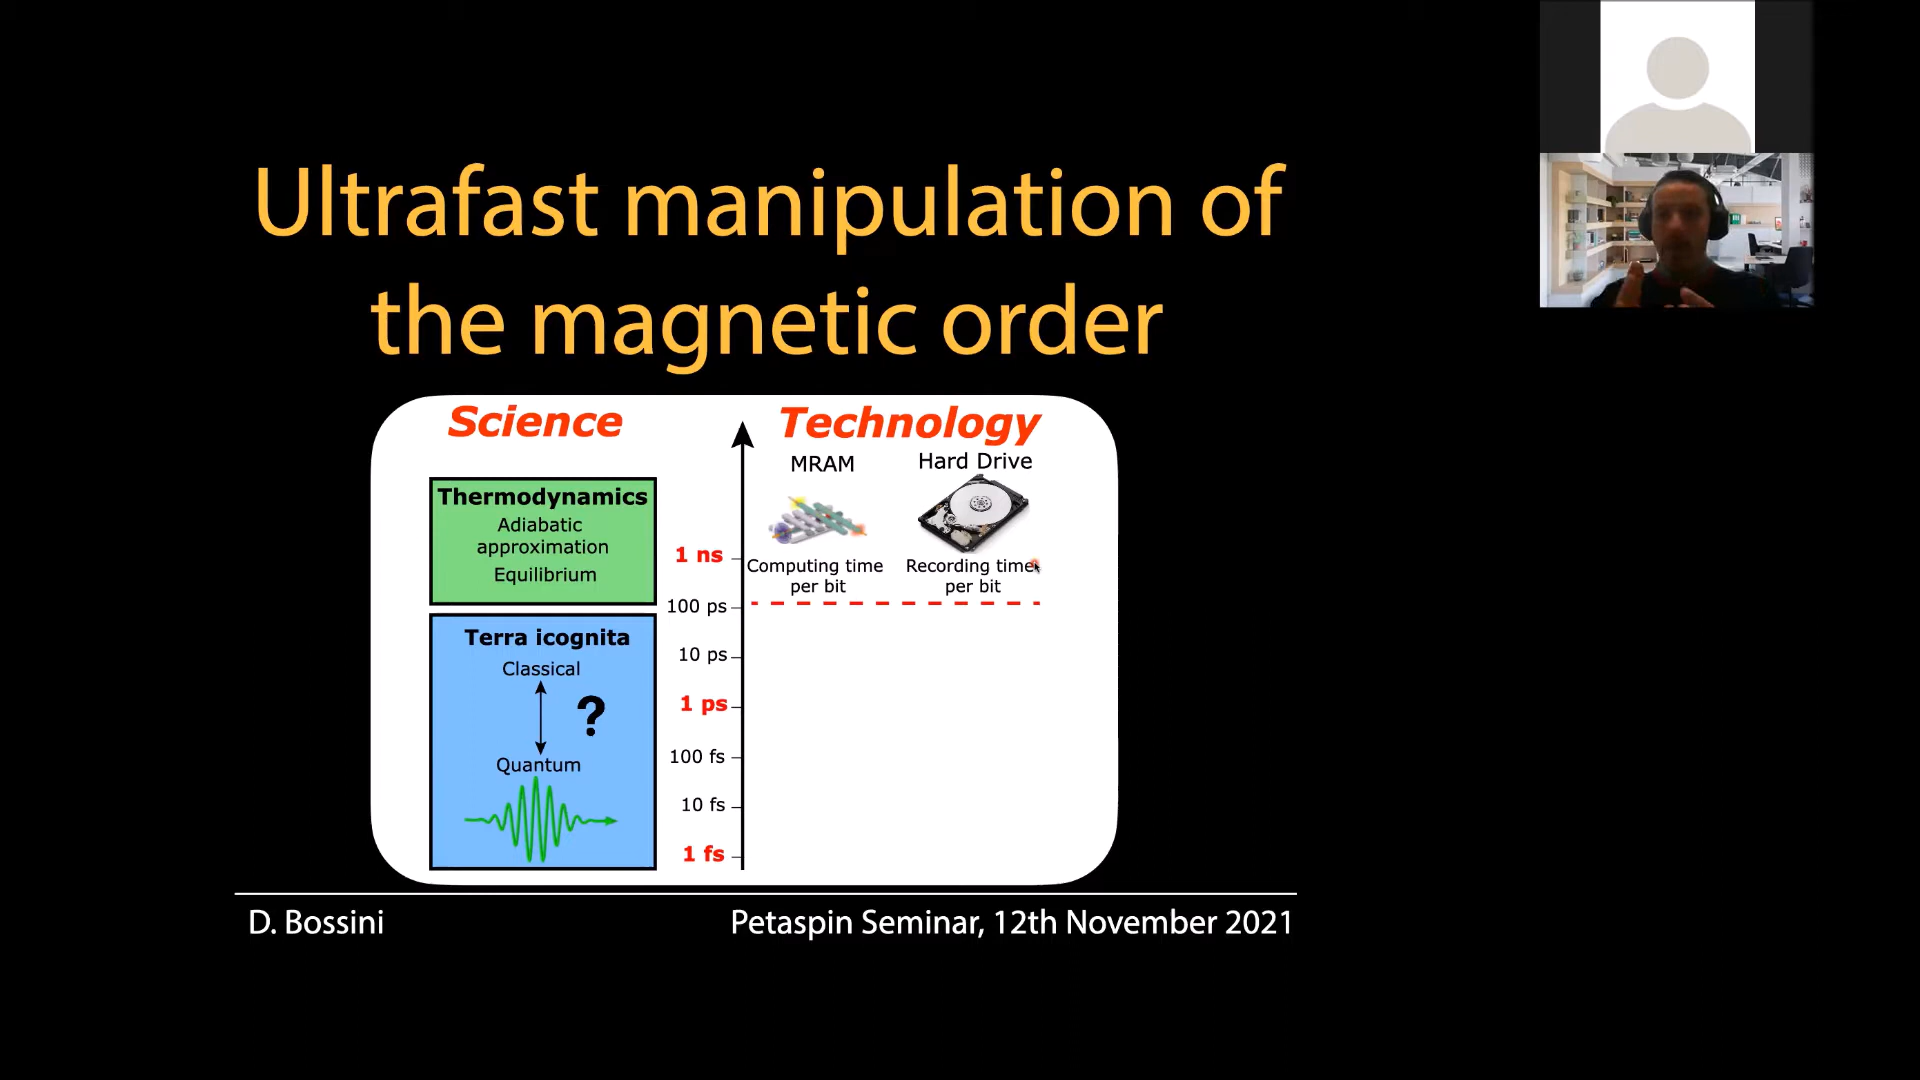 Ultrafast manipulation of
the magnetic order
Science
Technology
MRAM
Hard Drive
Thermodynamics
Adiabatic
approximation
Equilibrium
1 ns
Computing time
per bit
Recording time
per bit
100 ps
Terra icognita
Classical
?
Quantum
10 ps
1 ps
100 fs
10 fs
1 fs
D. Bossini
Petaspin Seminar, 12th November 2021